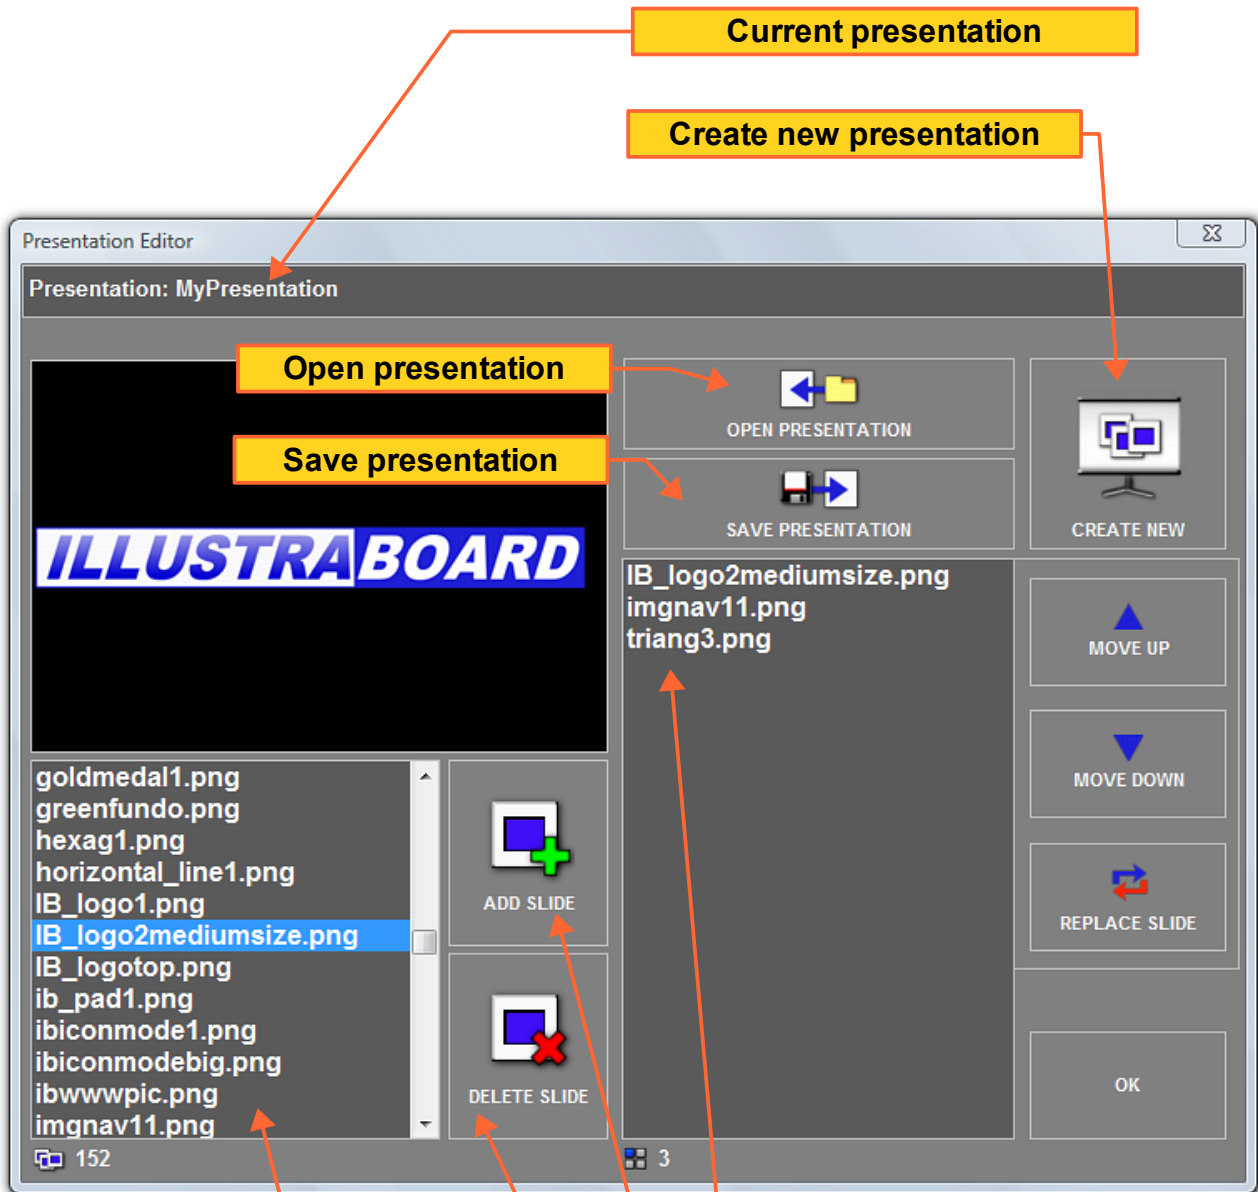 Current presentation
Create new presentation
Presentation Editor
Presentation: MyPresentation
Open presentation
OPEN PRESENTATION
Save presentation
SAVE PRESENTATION
CREATE NEW
ILLUSTRABOARD
IB_logo2mediumsize.png
imgnav11.png
triang3.png
MOVE UP
MOVE DOWN
REPLACE SLIDE
goldmedal1.png
greenfundo.png
hexag1.png
horizontal_line1.png
IB_logo1.png
IB_logo2mediumsize.png
IB_logotop.png
ib_pad1.png
ibiconmode1.png
ibiconmodebig.png
ibwwwpic.png
imgnav11.png
ADD SLIDE
DELETE SLIDE
OK
152
3